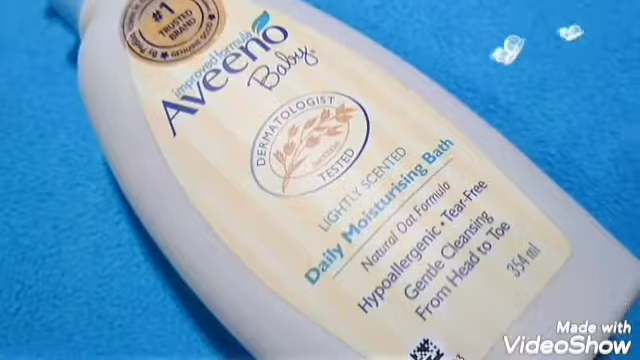 #1
TRUSTED
BRAND
improved formula
Aveeno
Baby
DERMATOLOGIST
TESTED
LIGHTLY SCENTED
Daily Moisturising Bath
Natural Oat Formula
Hypoallergenic • Tear-Free
Gentle Cleansing
From Head to Toe
354 ml
Made with
VideoShow